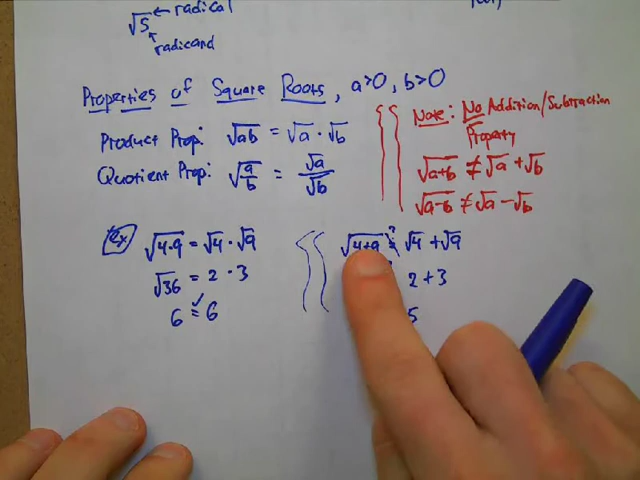 √5 ← radical
radicand
Properties of Square Roots, a>0, b>0
Product Prop: √ab = √a · √b
Quotient Prop: √a/b = √a/√b
Note: No Addition/Subtraction
Property
√a+b ≠ √a + √b
√a-b ≠ √a - √b
Ex
√4·9 = √4 · √9
√36 = 2 · 3
6 = 6 ✓
√4+9 ≟ √4 + √9
2 + 3
5